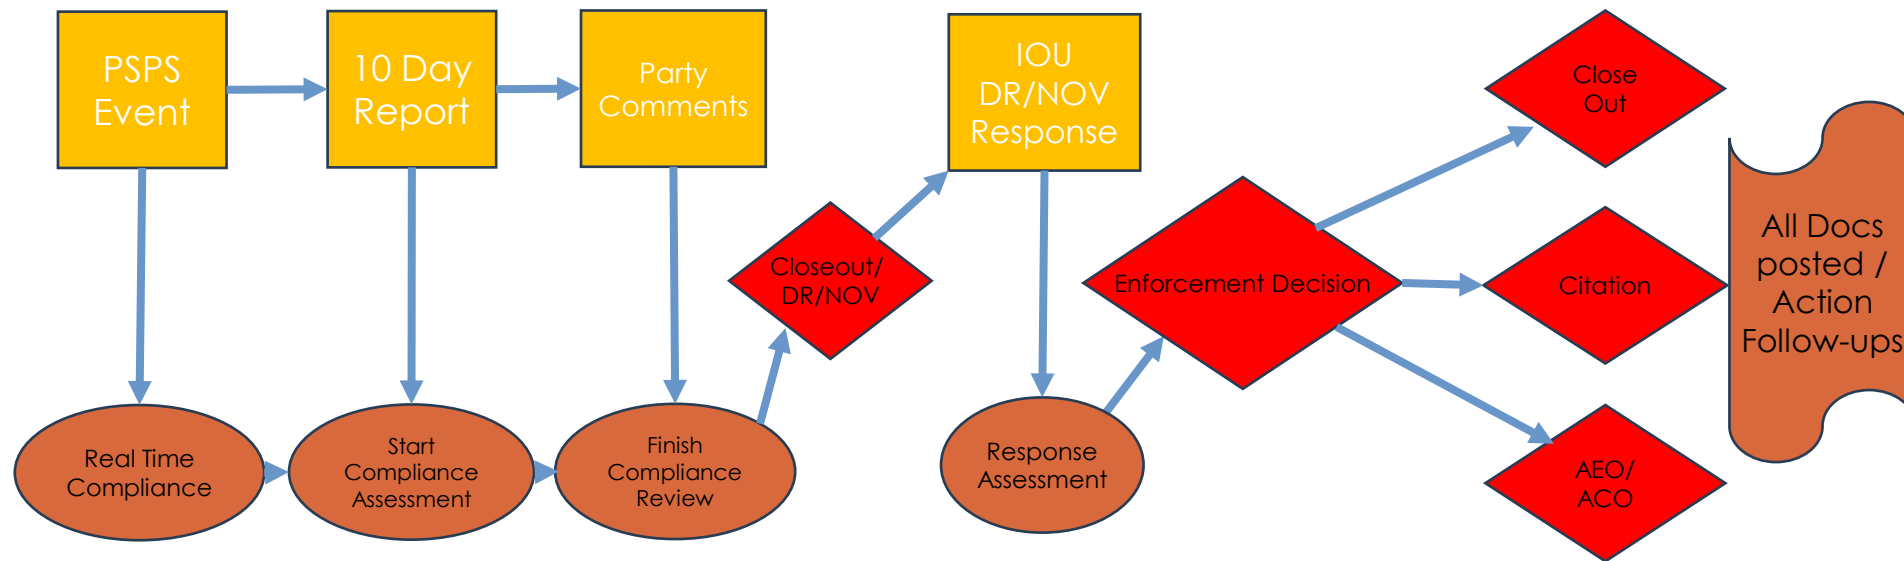 PSPS
Event
10 Day
Report
Party
Comments
IOU
DR/NOV
Response
Close
Out
Closeout/
DR/NOV
Enforcement Decision
Citation
All Docs
posted /
Action
Follow-ups
Real Time
Compliance
Start
Compliance
Assessment
Finish
Compliance
Review
Response
Assessment
AEO/
ACO